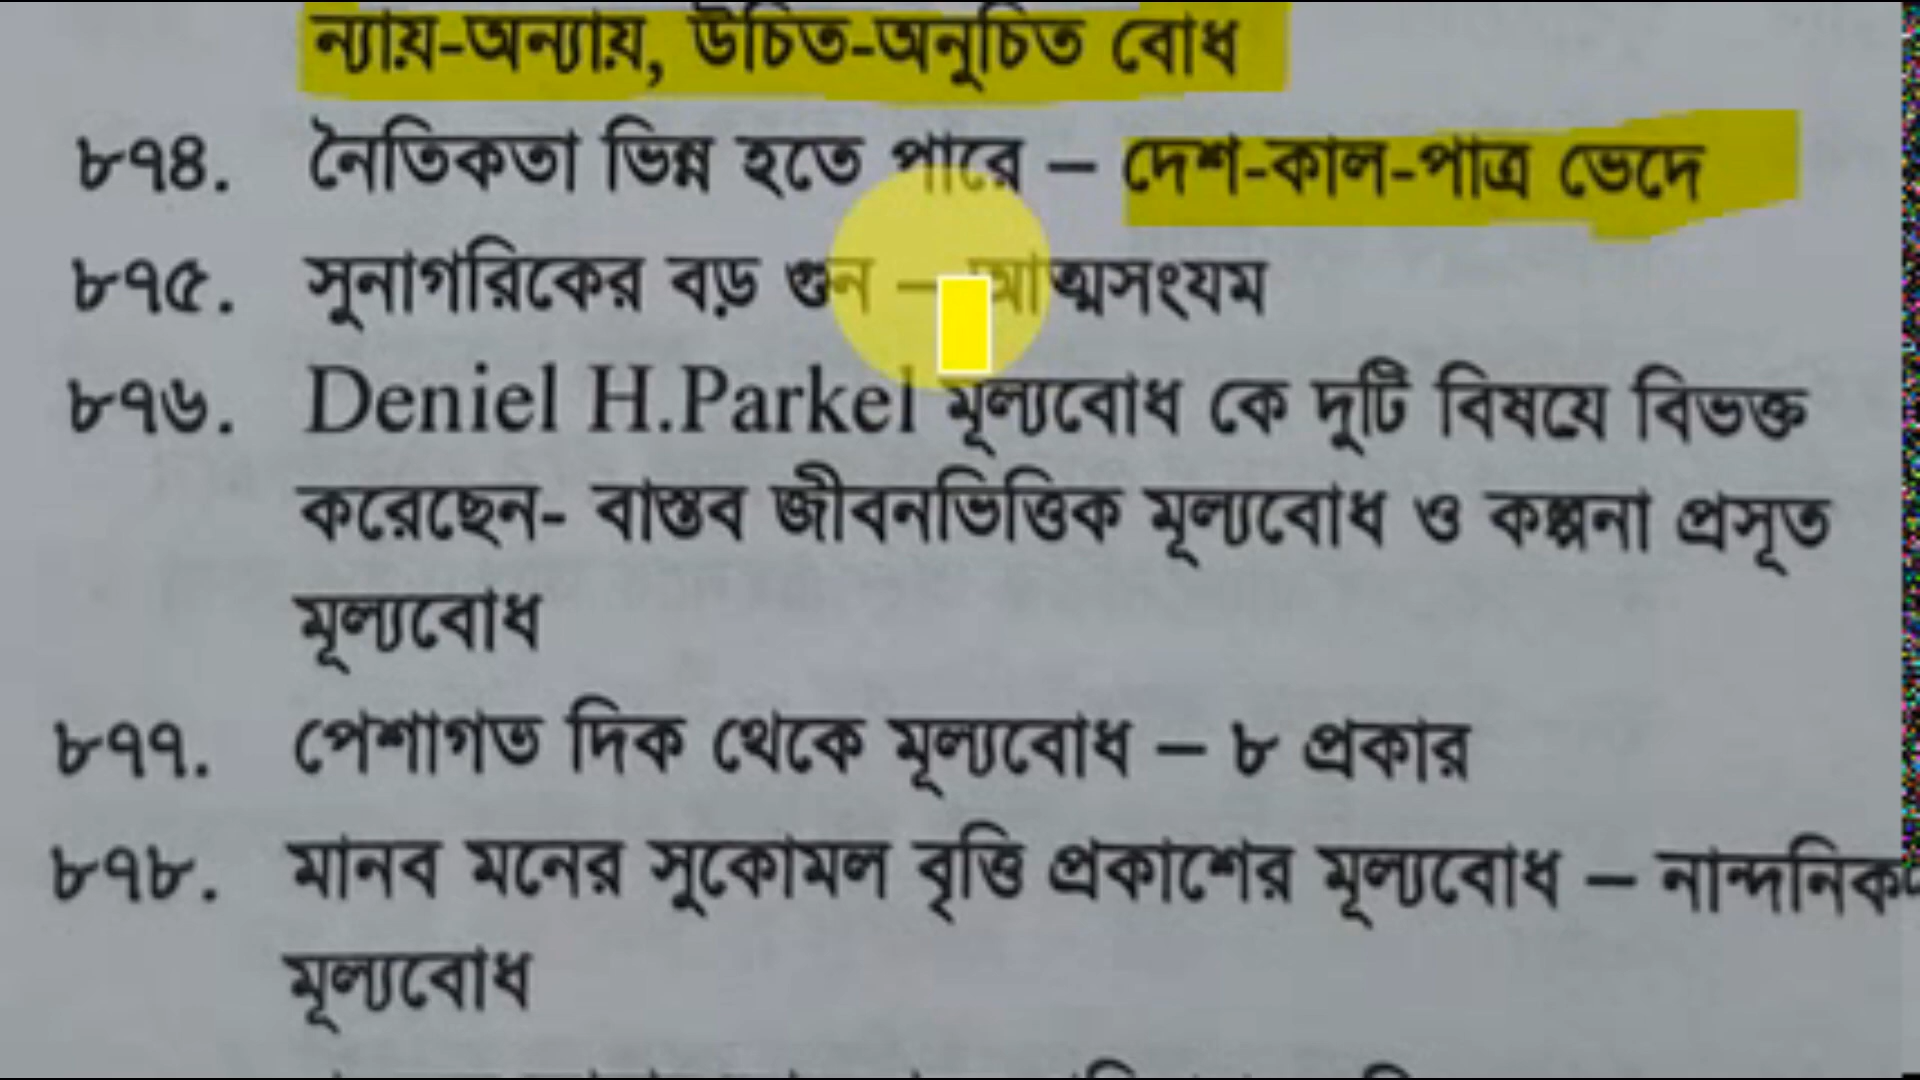 ন্যায়-অন্যায়, উচিত-অনুচিত বোধ
৮৭৪. নৈতিকতা ভিন্ন হতে পারে – দেশ-কাল-পাত্র ভেদে
৮৭৫. সুনাগরিকের বড় গুন – আত্মসংযম
৮৭৬. Deniel H.Parkel মূল্যবোধ কে দুটি বিষয়ে বিভক্ত
করেছেন- বাস্তব জীবনভিত্তিক মূল্যবোধ ও কল্পনা প্রসূত
মূল্যবোধ
৮৭৭. পেশাগত দিক থেকে মূল্যবোধ – ৮ প্রকার
৮৭৮. মানব মনের সুকোমল বৃত্তি প্রকাশের মূল্যবোধ – নান্দনিক
মূল্যবোধ